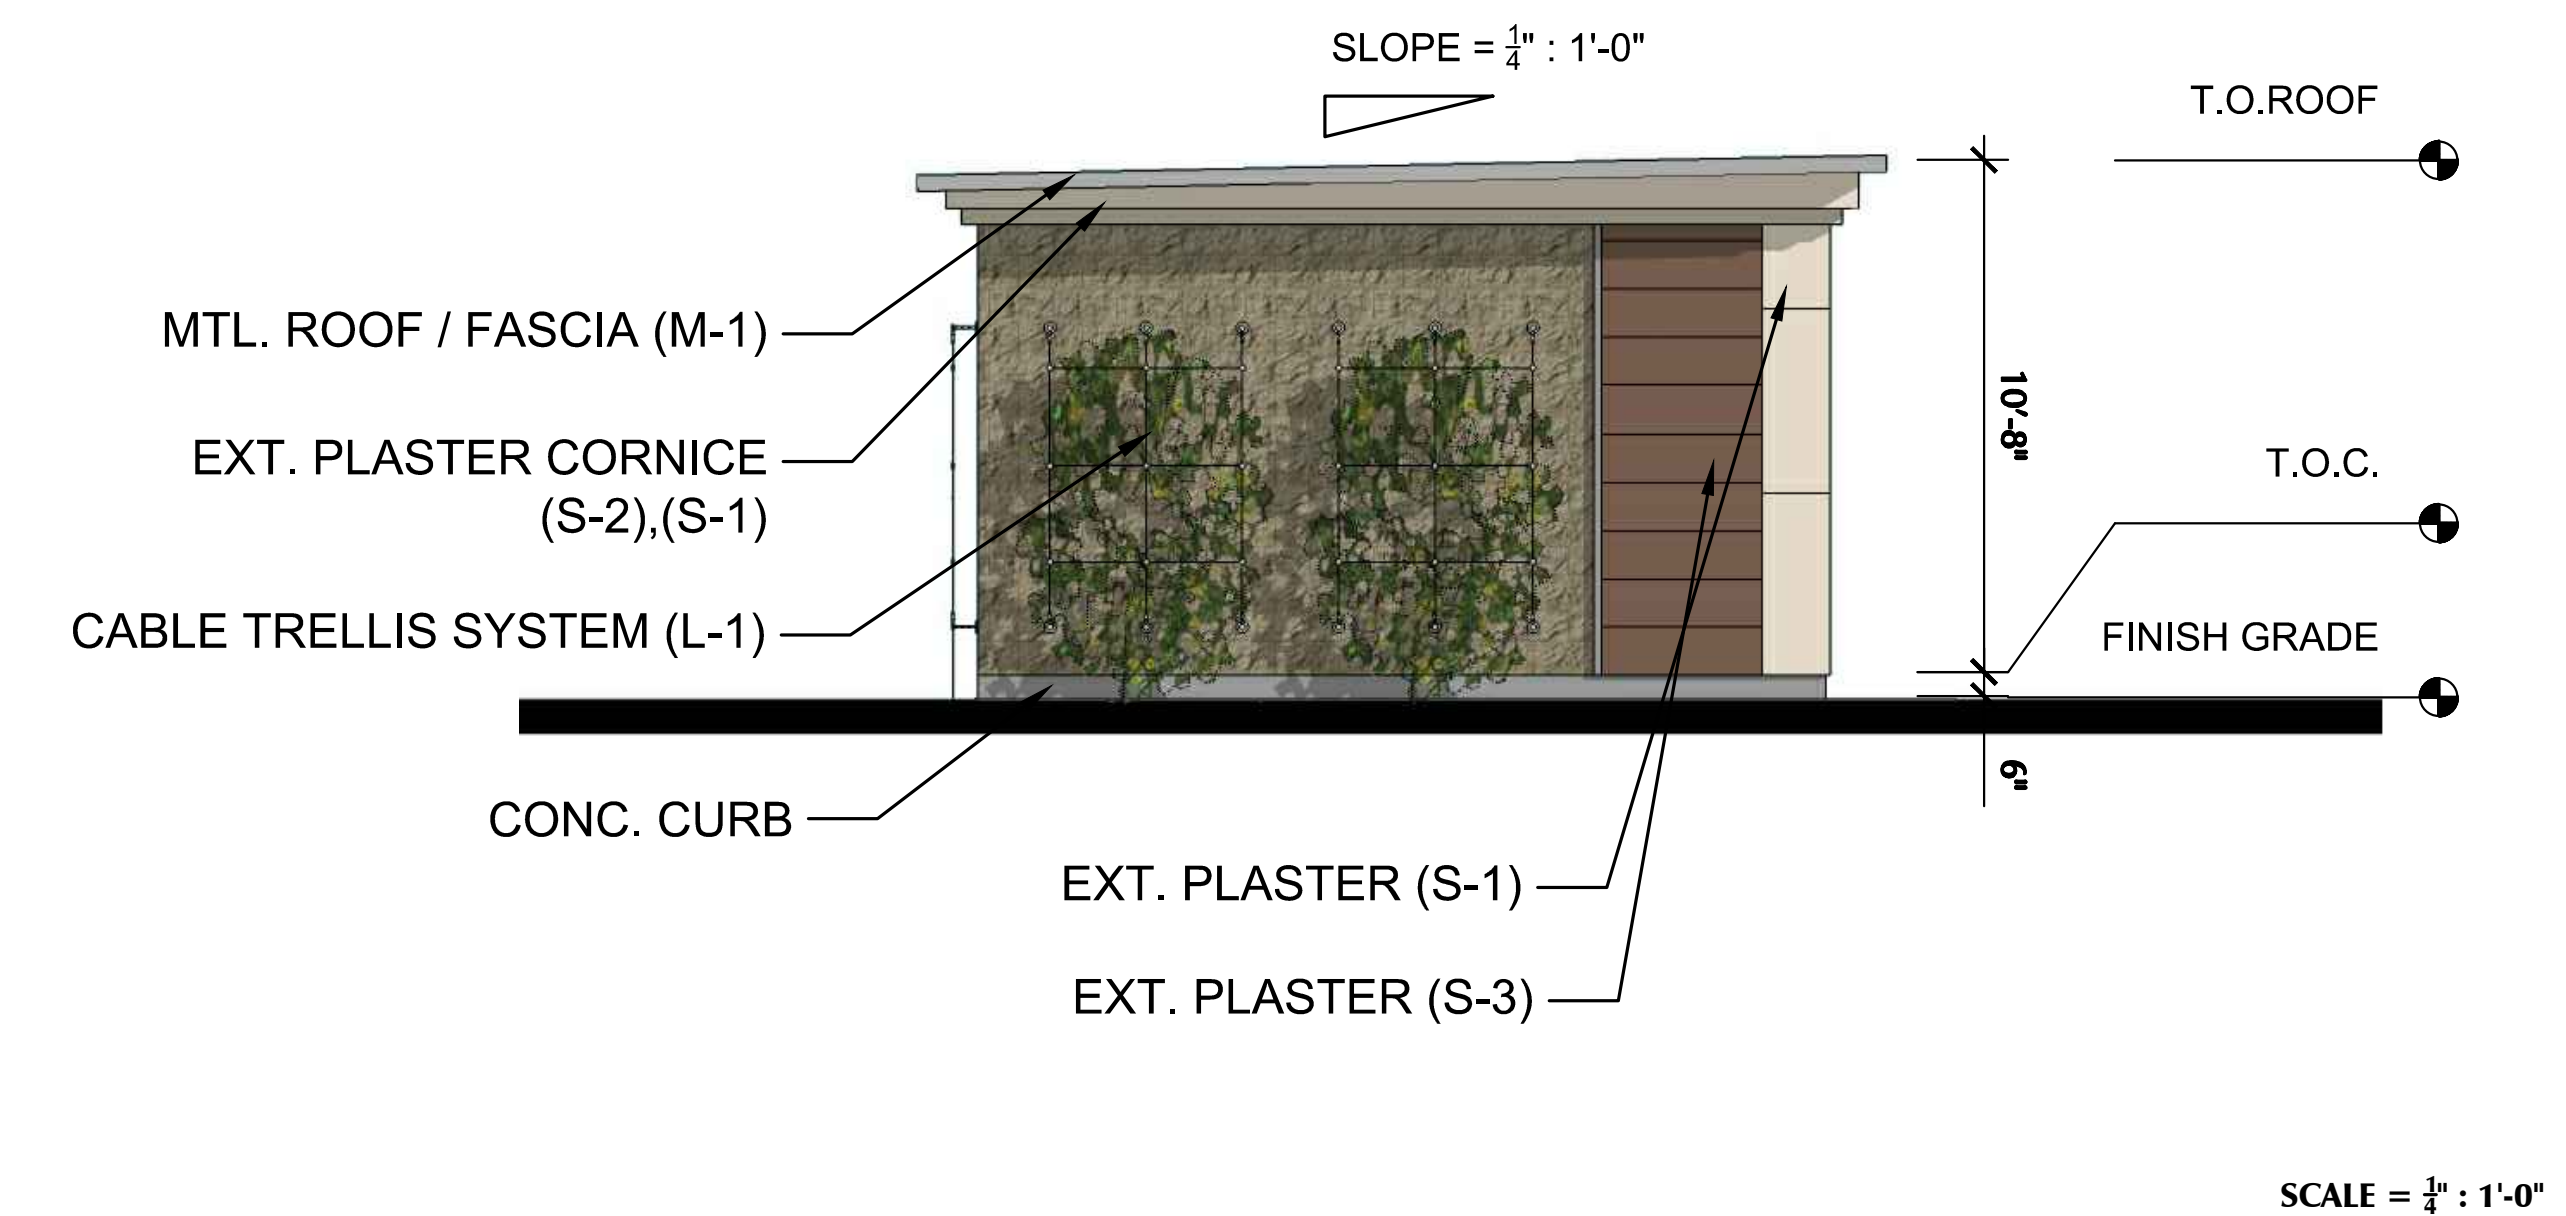 SLOPE = 1/4" : 1'-0"
T.O.ROOF
MTL. ROOF / FASCIA (M-1)
10'-8"
EXT. PLASTER CORNICE
(S-2),(S-1)
T.O.C.
CABLE TRELLIS SYSTEM (L-1)
FINISH GRADE
6"
CONC. CURB
EXT. PLASTER (S-1)
EXT. PLASTER (S-3)
SCALE = 1/4" : 1'-0"